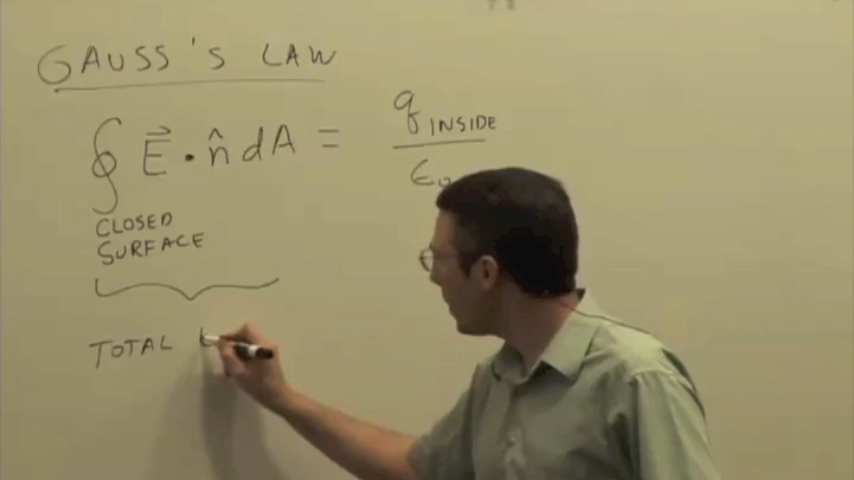 GAUSS'S LAW
∮ E⃗ · n̂ dA = q INSIDE / ε₀
CLOSED
SURFACE
TOTAL